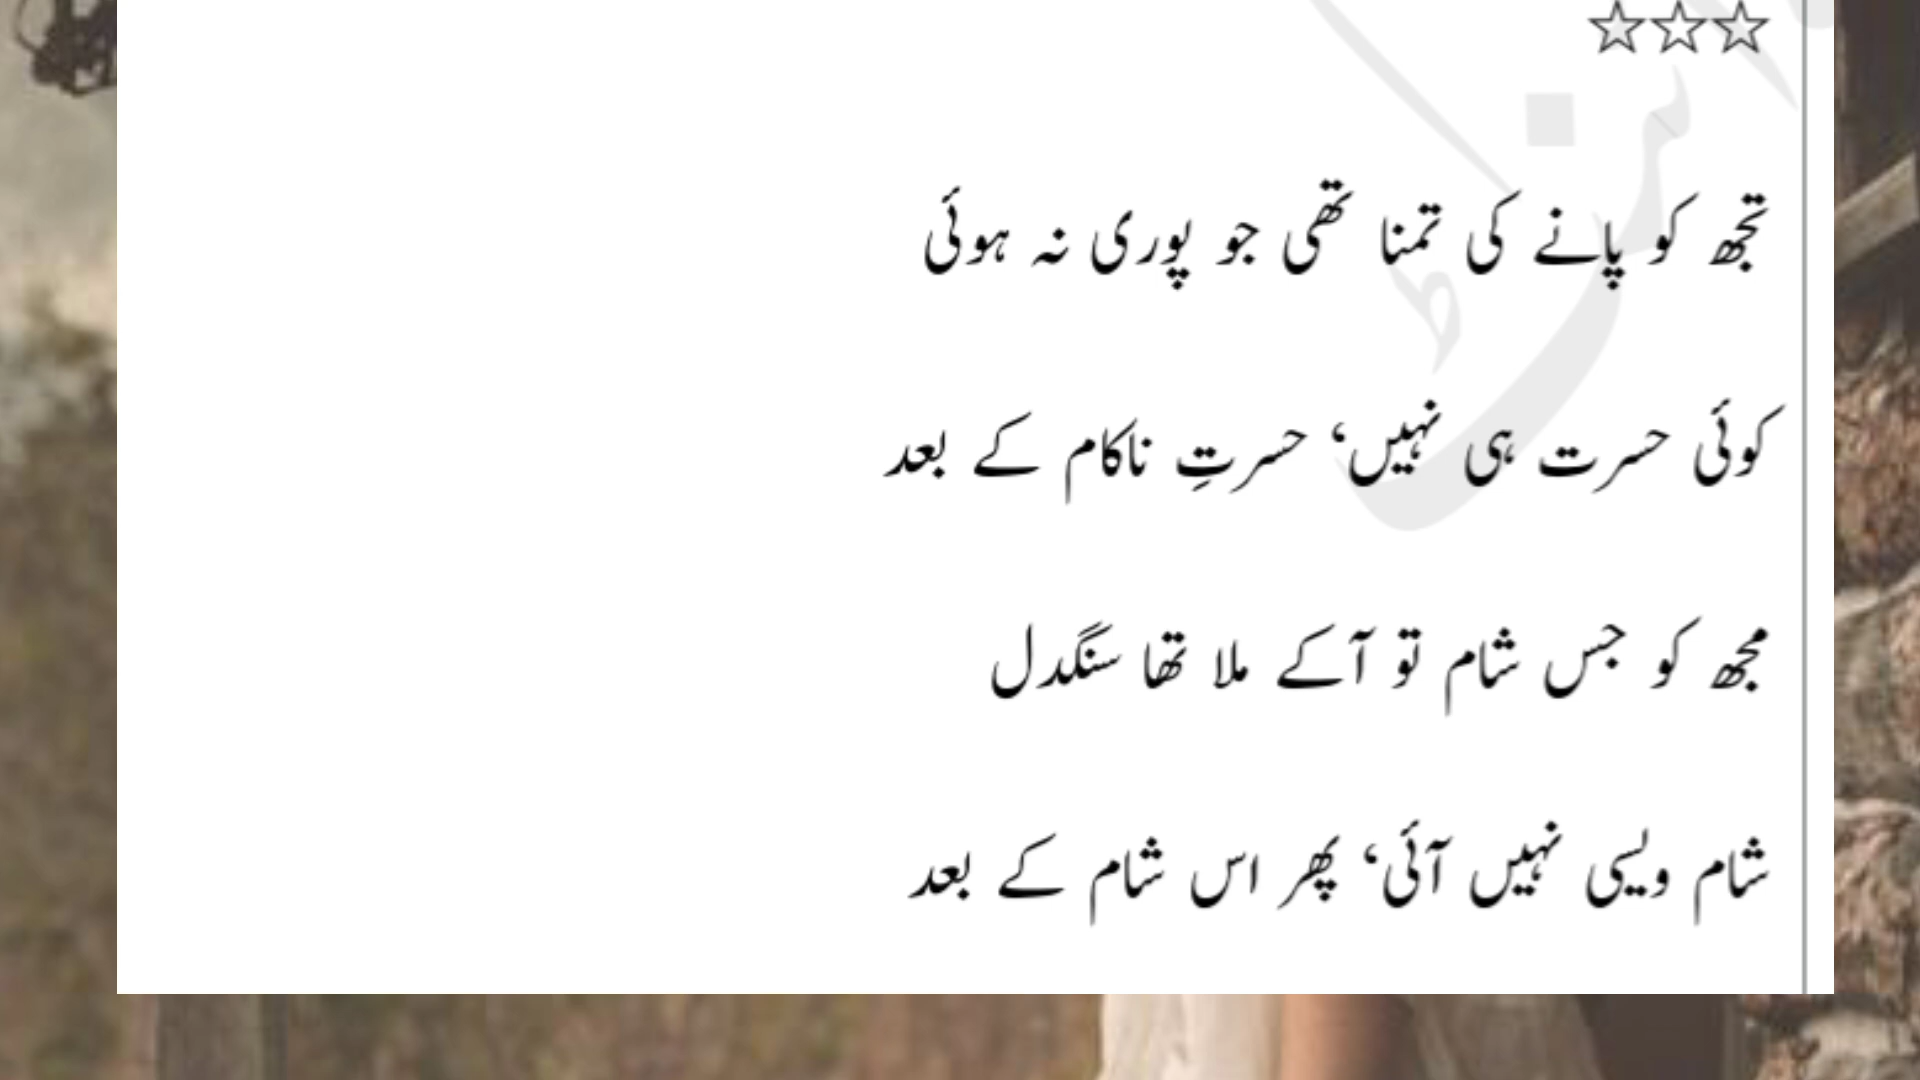 ☆☆☆
تجھ کو پانے کی تمنا تھی جو پوری نہ ہوئی
کوئی حسرت ہی نہیں، حسرتِ ناکام کے بعد
مجھ کو جس شام تو آکے ملا تھا سنگدل
شام ویسی نہیں آئی، پھر اس شام کے بعد